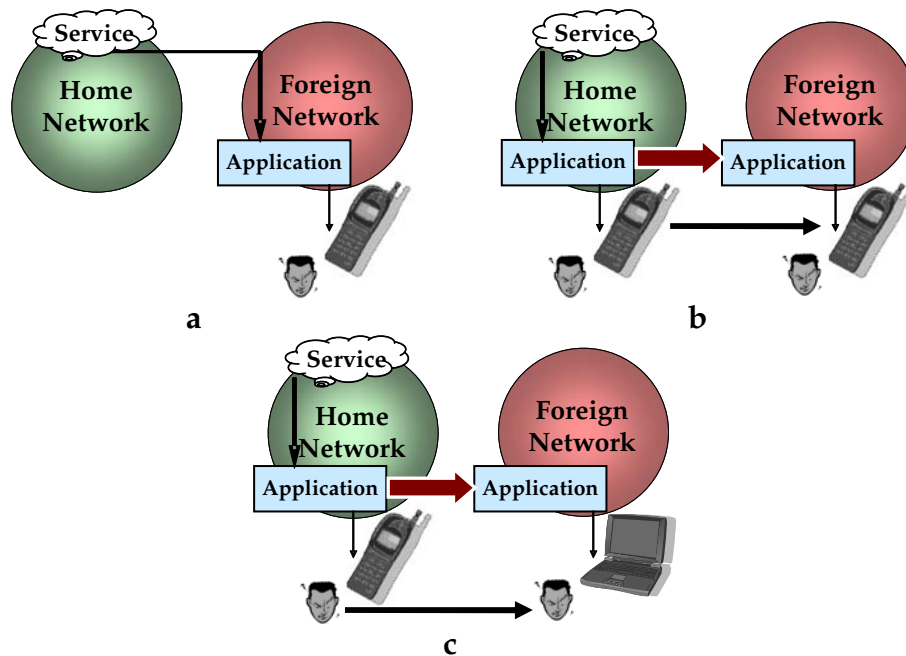 Service
Home
Network
Foreign
Network
Application
a
Service
Home
Network
Foreign
Network
Application
Application
b
Service
Home
Network
Foreign
Network
Application
Application
c